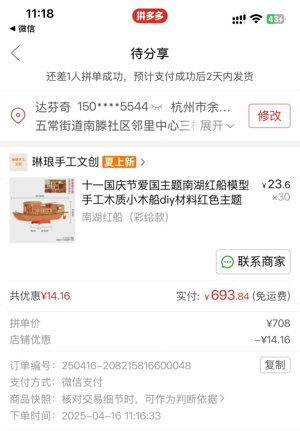 11:18
拼多多
43
微信
待分享
还差1人拼单成功，预计支付成功后2天内发货
达芬奇 150****5544 杭州市余…
五常街道南滕社区邻里中心三 展开
修改
琳琅手工文创 夏上新
十一国庆节爱国主题南湖红船模型 ¥23.6
手工木质小木船diy材料红色主题 ×30
南湖红船（彩绘款）
联系商家
共优惠¥14.16 实付: ¥693.84 (免运费)
拼单价 ¥708
店铺优惠 -¥14.16
订单编号: 250416-208215816600048 复制
支付方式: 微信支付
商品快照: 核对交易细节时，可作为判断依据
下单时间: 2025-04-16 11:16:33